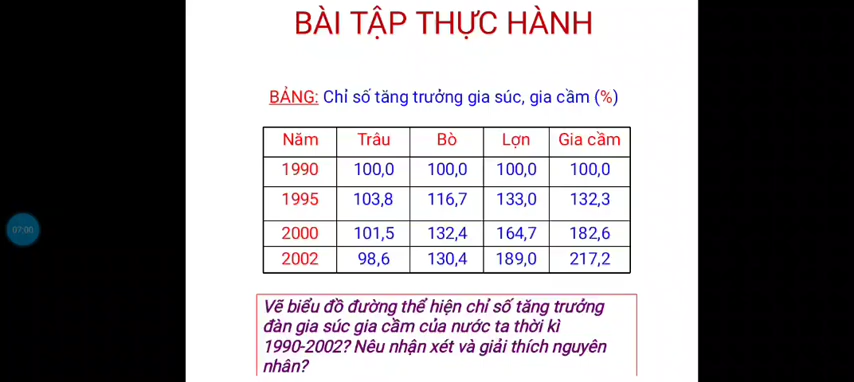 BÀI TẬP THỰC HÀNH
BẢNG: Chỉ số tăng trưởng gia súc, gia cầm (%)
Năm Trâu Bò Lợn Gia cầm
1990 100,0 100,0 100,0 100,0
1995 103,8 116,7 133,0 132,3
2000 101,5 132,4 164,7 182,6
2002 98,6 130,4 189,0 217,2
07:00
Vẽ biểu đồ đường thể hiện chỉ số tăng trưởng
đàn gia súc gia cầm của nước ta thời kì
1990-2002? Nêu nhận xét và giải thích nguyên
nhân?